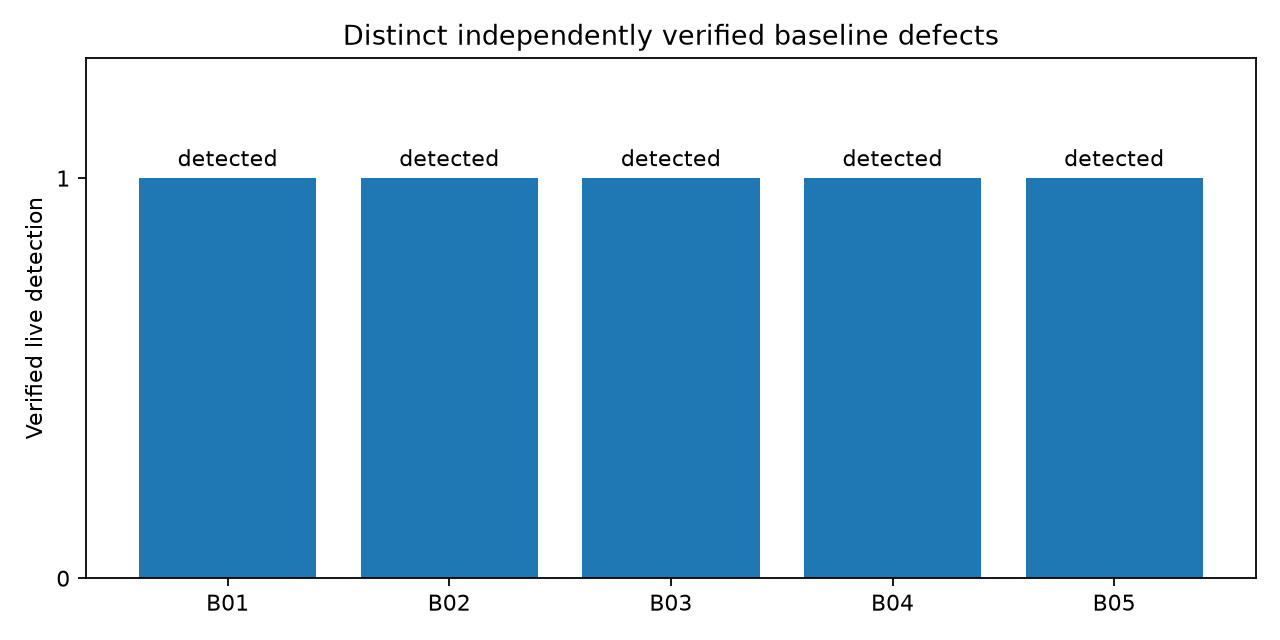 Distinct independently verified baseline defects
detected detected detected detected detected
1
Verified live detection
0
B01 B02 B03 B04 B05